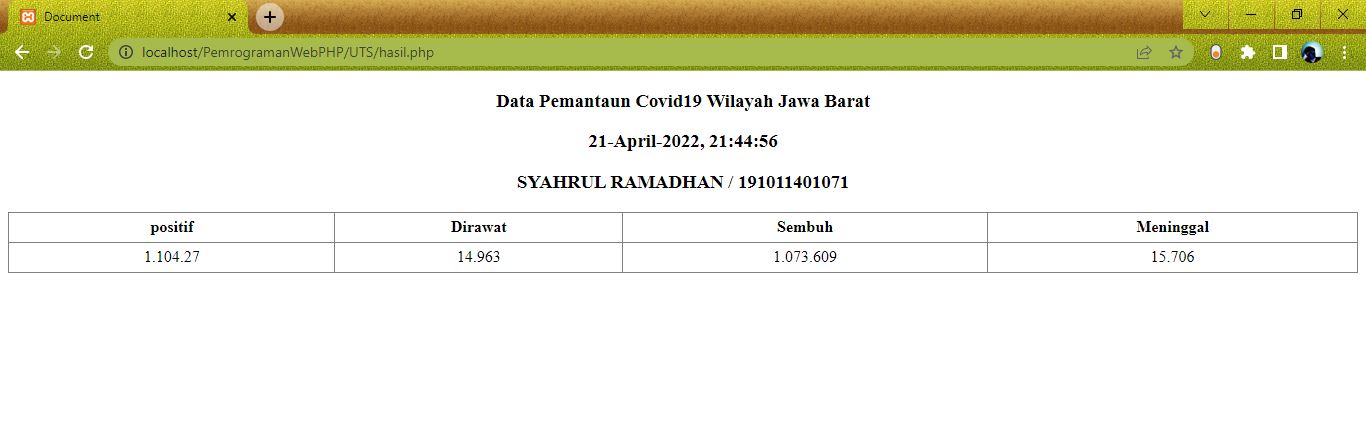 Document
localhost/PemrogramanWebPHP/UTS/hasil.php
Data Pemantaun Covid19 Wilayah Jawa Barat
21-April-2022, 21:44:56
SYAHRUL RAMADHAN / 191011401071
positif Dirawat Sembuh Meninggal
1.104.27 14.963 1.073.609 15.706